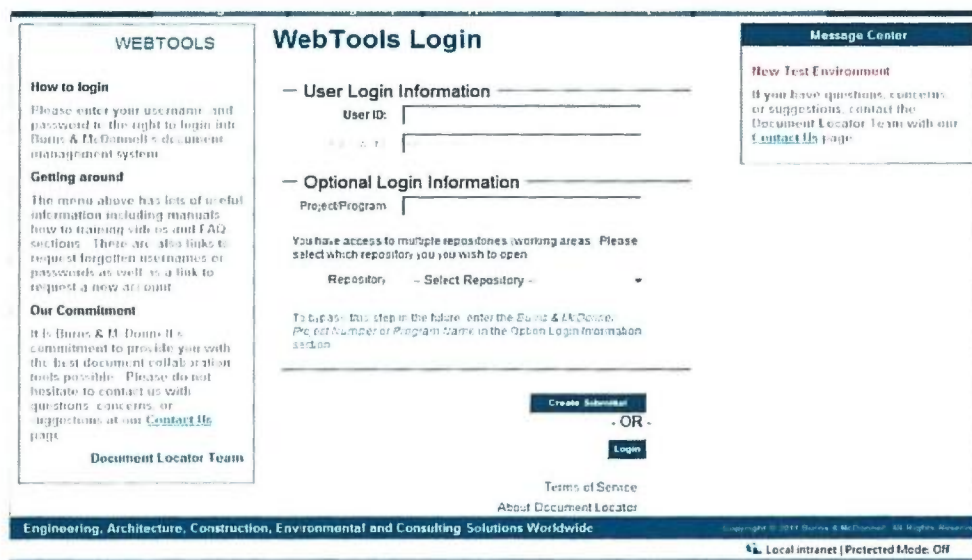 WEBTOOLS
How to login
Please enter your username and
password to the right to login into
Burns & McDonnell's document
management system
Getting around
The menu above has lots of useful
information including manuals
how to training videos and FAQ
sections. There are also links to
request forgotten usernames or
passwords as well as a link to
request a new account
Our Commitment
It is Burns & McDonnell's
commitment to provide you with
the best document collaboration
tools possible. Please do not
hesitate to contact us with
questions, concerns, or
suggestions at our Contact Us
page
Document Locator Team
WebTools Login
User Login Information
User ID:
Optional Login Information
Project/Program
You have access to multiple repositories (working areas. Please
select which repository you you wish to open
Repository
- Select Repository -
To bypass this step in the future, enter the Burns & McDonnell
Project Number or Program Name in the Option Login Information
section
Create Submittal
- OR -
Login
Terms of Service
About Document Locator
Message Center
New Test Environment
If you have questions, concerns,
or suggestions, contact the
Document Locator Team with our
Contact Us page
Engineering, Architecture, Construction, Environmental and Consulting Solutions Worldwide
Copyright © 2011 Burns & McDonnell. All Rights Reserved
Local intranet | Protected Mode: Off